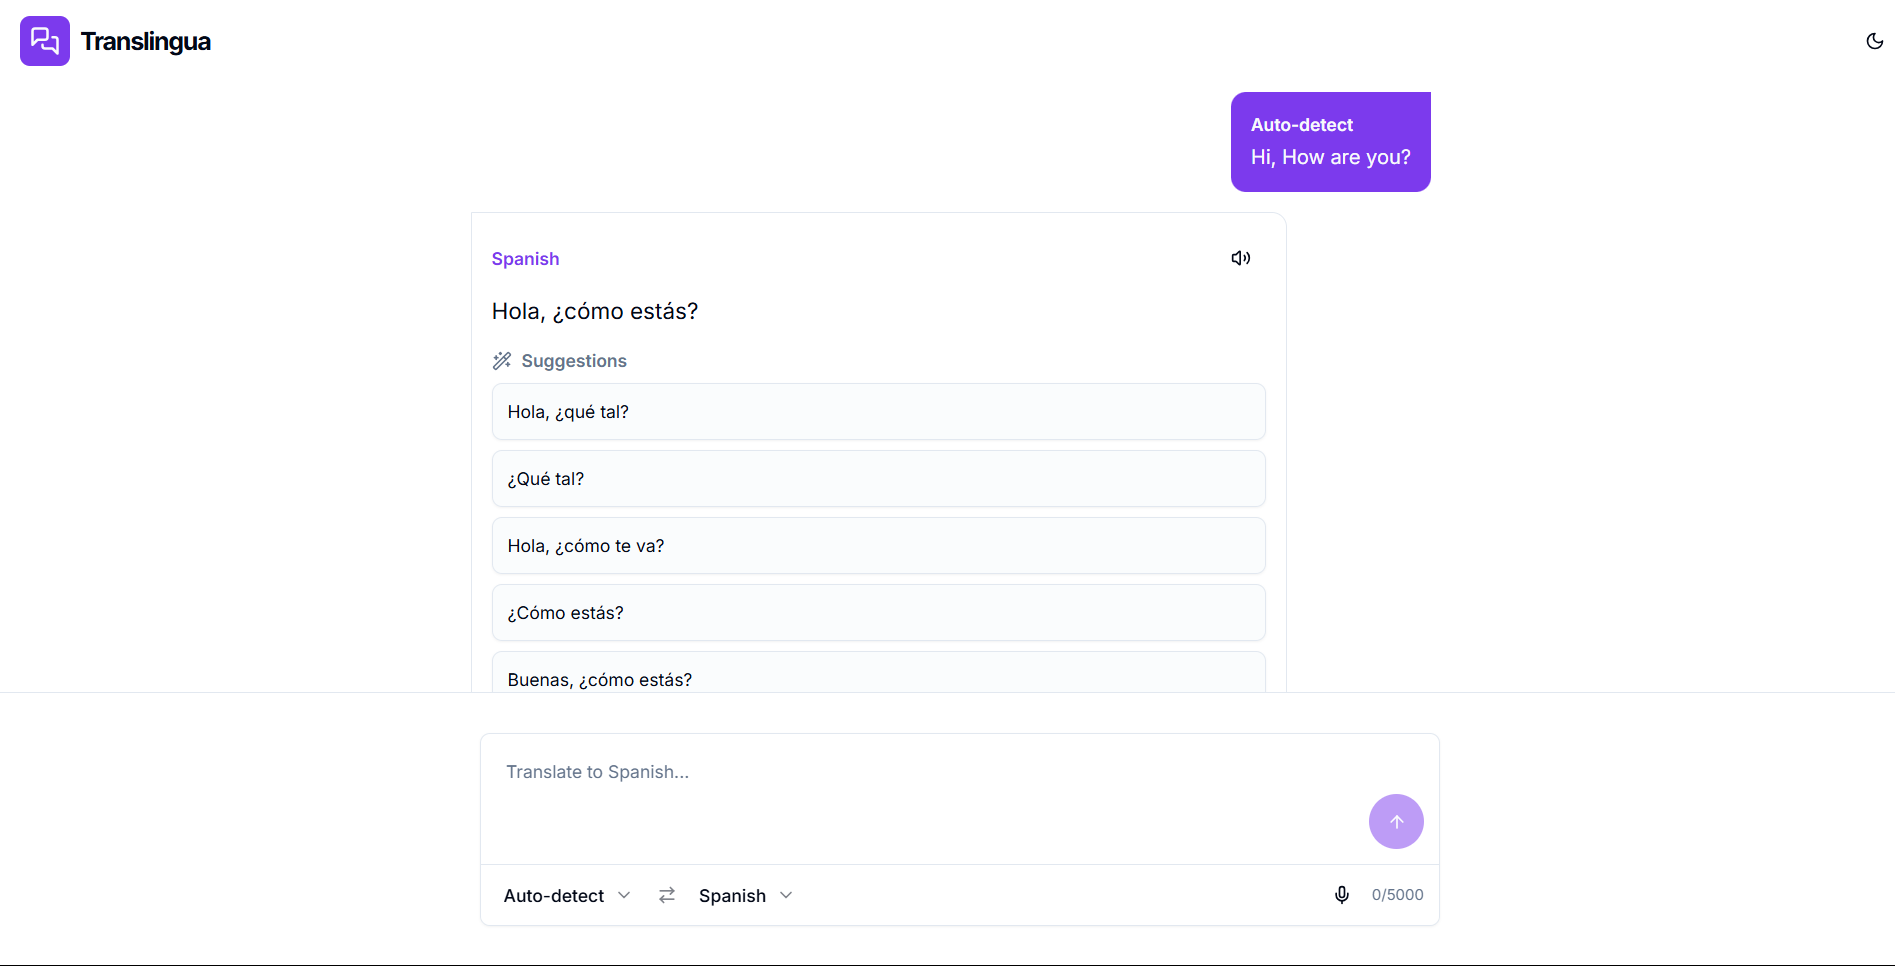 Translingua
Auto-detect
Hi, How are you?
Spanish
Hola, ¿cómo estás?
Suggestions
Hola, ¿qué tal?
¿Qué tal?
Hola, ¿cómo te va?
¿Cómo estás?
Buenas, ¿cómo estás?
Translate to Spanish...
Auto-detect Spanish 0/5000